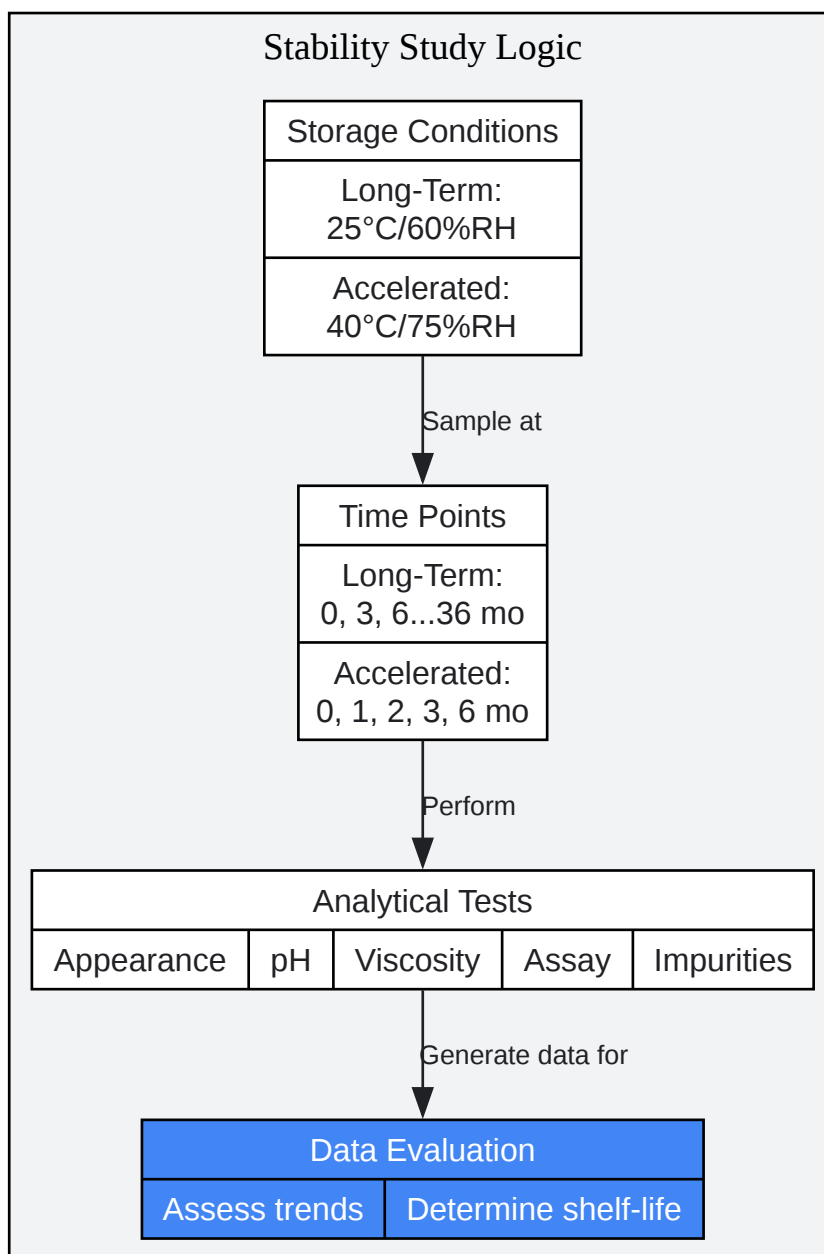 Stability Study Logic
Storage Conditions
Long-Term:
25°C/60%RH
Accelerated:
40°C/75%RH
Sample at
Time Points
Long-Term:
0, 3, 6...36 mo
Accelerated:
0, 1, 2, 3, 6 mo
Perform
Analytical Tests
Appearance
pH
Viscosity
Assay
Impurities
Generate data for
Data Evaluation
Assess trends
Determine shelf-life